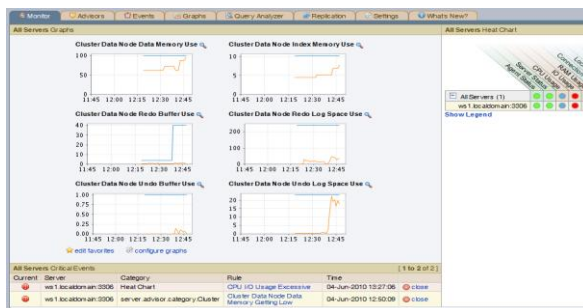 Monitor Advisors Events Graphs Query Analyzer Replication Settings What's New?
All Servers Graphs
All Servers Heat Chart
Cluster Data Node Data Memory Use
Cluster Data Node Index Memory Use
100
50
0
11:45 12:00 12:15 12:30 12:45
10
5
0
11:45 12:00 12:15 12:30 12:45
Cluster Data Node Redo Buffer Use
Cluster Data Node Redo Log Space Use
40
30
20
10
0
11:45 12:00 12:15 12:30 12:45
200
100
0
11:45 12:00 12:15 12:30 12:45
Cluster Data Node Undo Buffer Use
Cluster Data Node Undo Log Space Use
1.00
0.75
0.50
0.25
0.00
11:45 12:00 12:15 12:30 12:45
20
15
10
5
0
11:45 12:00 12:15 12:30 12:45
Agent Status
Server Status
CPU Usage
IO Usage
RAM Usage
All Servers (1)
ws1.localdomain:3306
Show Legend
edit favorites configure graphs
All Servers Critical Events [1 to 2 of 2]
Current Server Category Rule Time
ws1.localdomain:3306 Heat Chart CPU I/O Usage Excessive 04-Jun-2010 13:27:06 close
ws1.localdomain:3306 server.advisor.category.Cluster Cluster Data Node Data Memory Getting Low 04-Jun-2010 12:50:09 close